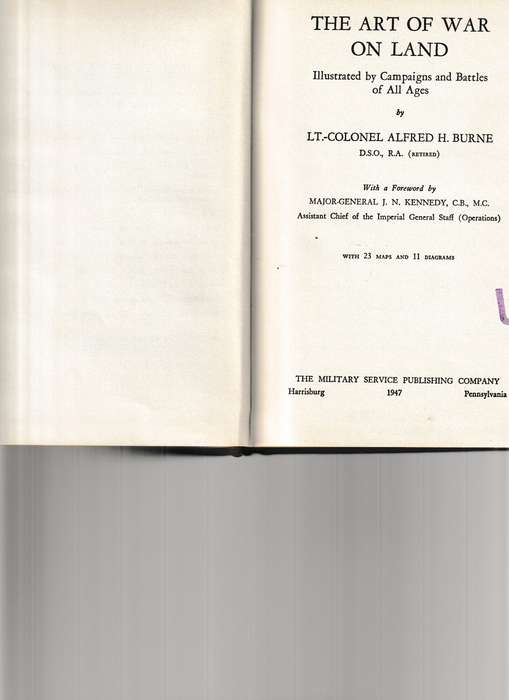 THE ART OF WAR
ON LAND
Illustrated by Campaigns and Battles
of All Ages
by
LT.-COLONEL ALFRED H. BURNE
D.S.O., R.A. (RETIRED)
With a Foreword by
MAJOR-GENERAL J. N. KENNEDY, C.B., M.C.
Assistant Chief of the Imperial General Staff (Operations)
WITH 23 MAPS AND 11 DIAGRAMS
THE MILITARY SERVICE PUBLISHING COMPANY
Harrisburg 1947 Pennsylvania